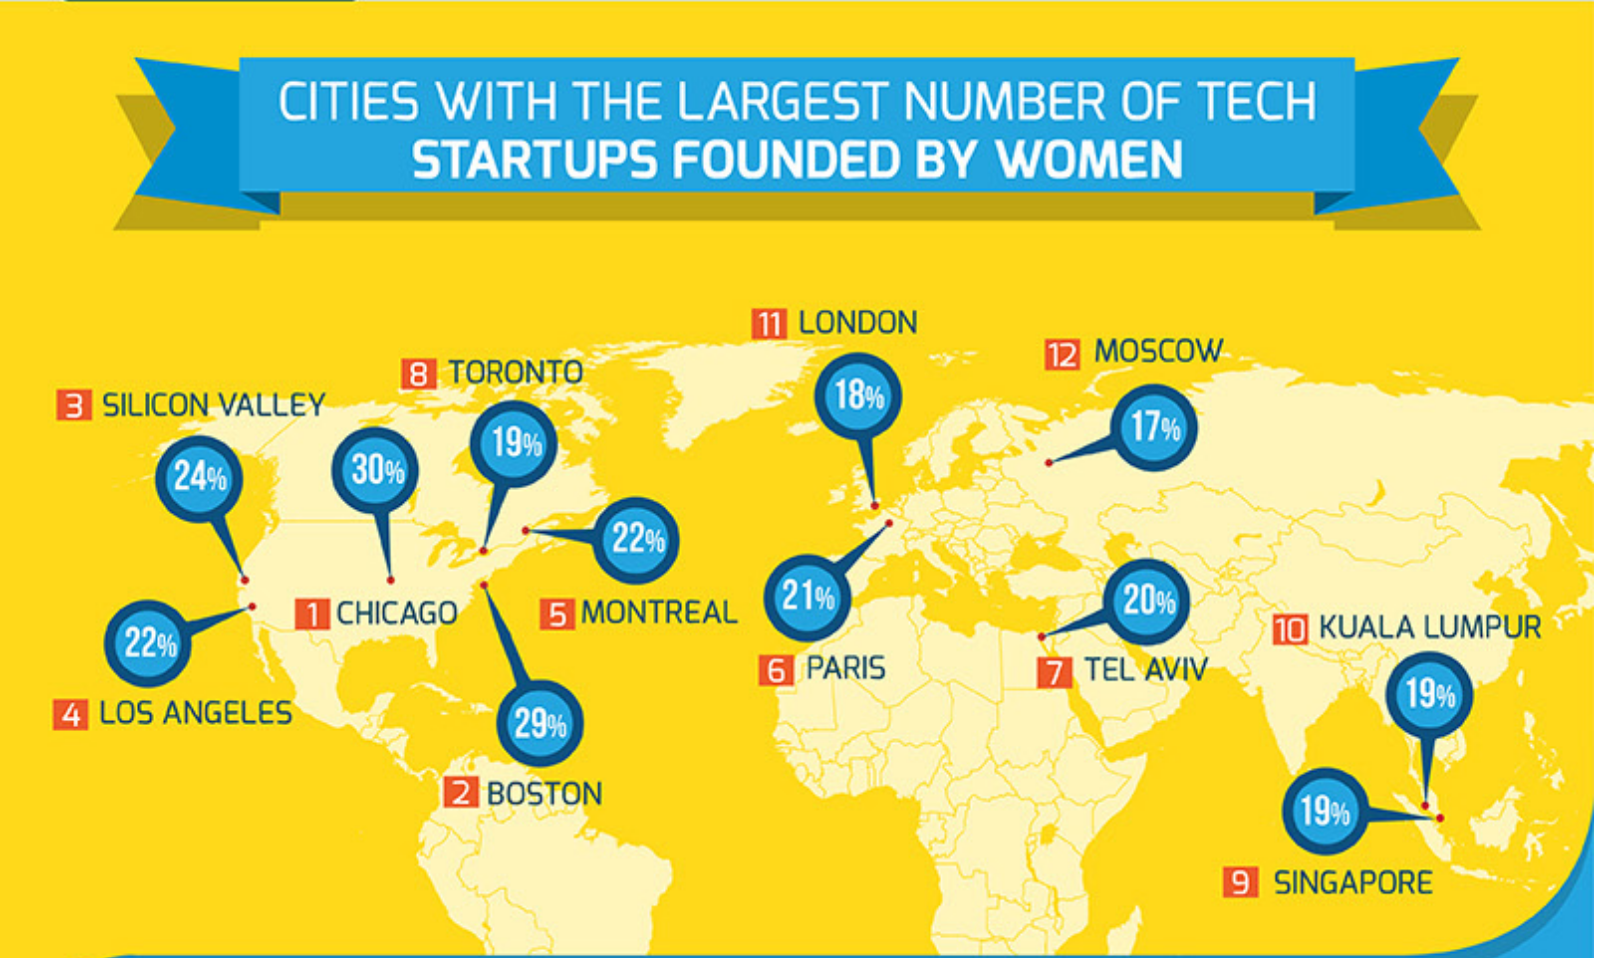 CITIES WITH THE LARGEST NUMBER OF TECH
STARTUPS FOUNDED BY WOMEN
11 LONDON
18%
12 MOSCOW
17%
8 TORONTO
19%
3 SILICON VALLEY
24%
30%
1 CHICAGO
22%
5 MONTREAL
22%
4 LOS ANGELES
29%
2 BOSTON
21%
6 PARIS
20%
7 TEL AVIV
10 KUALA LUMPUR
19%
19%
9 SINGAPORE